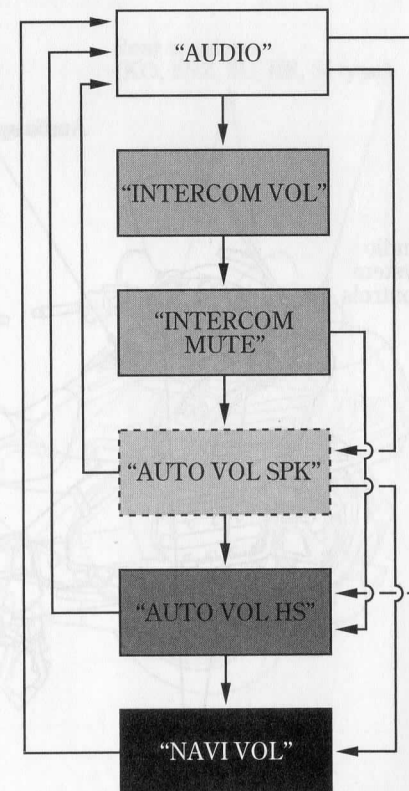 “AUDIO”
“INTERCOM VOL”
“INTERCOM
MUTE”
“AUTO VOL SPK”
“AUTO VOL HS”
“NAVI VOL”